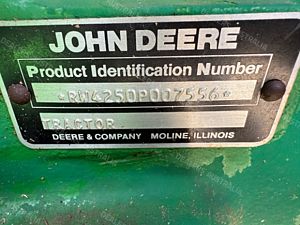 JOHN DEERE
Product Identification Number
*RW4250P007556*
TRACTOR
DEERE & COMPANY MOLINE, ILLINOIS